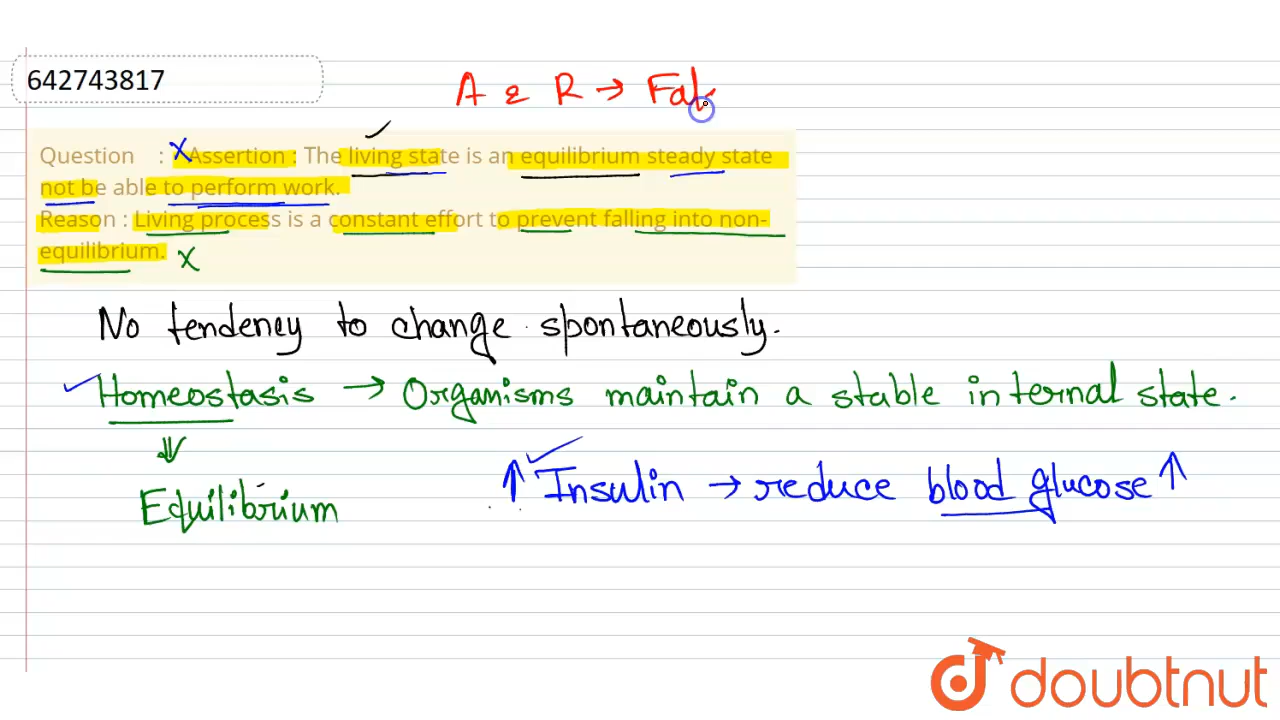 642743817
A & R → Fals
Question : X Assertion : The living state is an equilibrium steady state
not be able to perform work.
Reason : Living process is a constant effort to prevent falling into non-
equilibrium. X
No tendency to change spontaneously.
Homeostasis → Organisms maintain a stable internal state.
↑ Insulin → reduce blood glucose ↑
Equilibrium
doubtnut